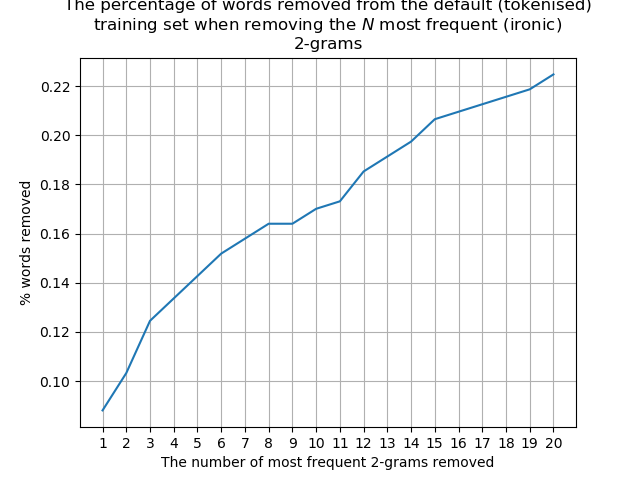 The percentage of words removed from the default (tokenised)
training set when removing the N most frequent (ironic)
2-grams
0.22
0.20
0.18
0.16
0.14
0.12
0.10
% words removed
1 2 3 4 5 6 7 8 9 10 11 12 13 14 15 16 17 18 19 20
The number of most frequent 2-grams removed